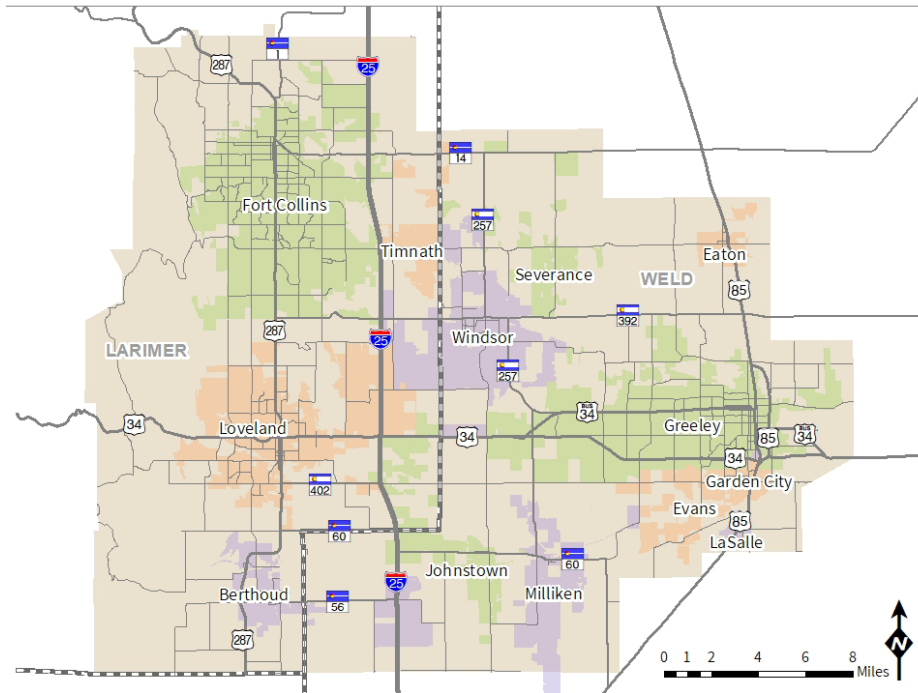 1
287
25
14
Fort Collins
257
Timnath
Eaton
Severance
WELD
85
392
287
25
Windsor
LARIMER
257
BUS
34
34
Loveland
34
Greeley
85
BUS
34
34
402
Garden City
Evans
85
60
LaSalle
60
Johnstown
25
Berthoud
56
Milliken
287
N
0 1 2 4 6 8
Miles